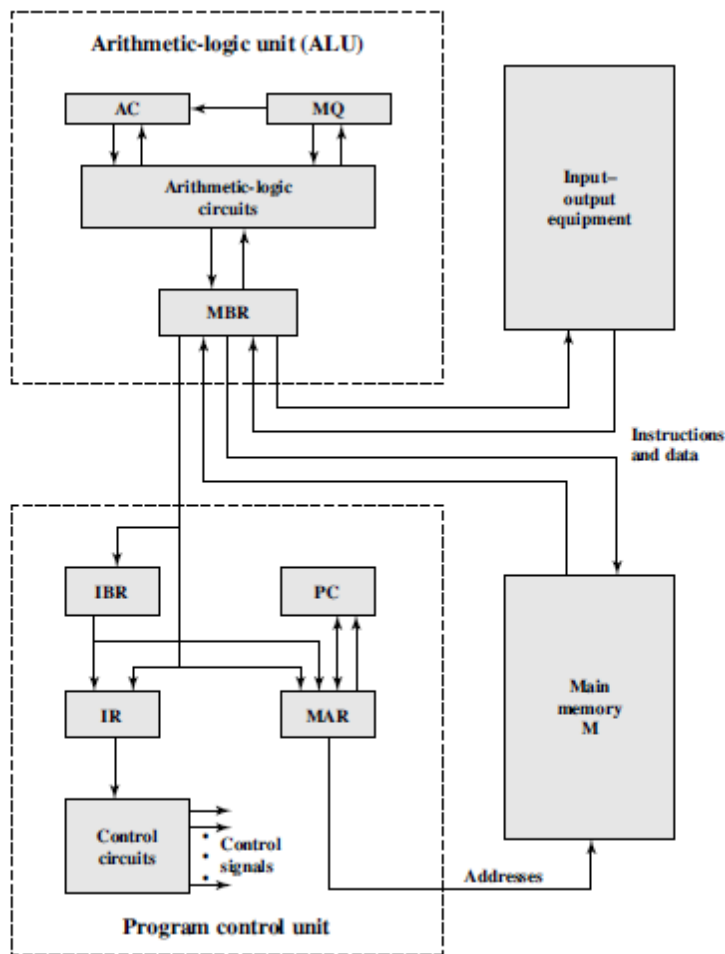 Arithmetic-logic unit (ALU)
AC
MQ
Arithmetic-logic
circuits
Input–
output
equipment
MBR
Instructions
and data
IBR
PC
IR
MAR
Main
memory
M
Control
circuits
Control
signals
Addresses
Program control unit